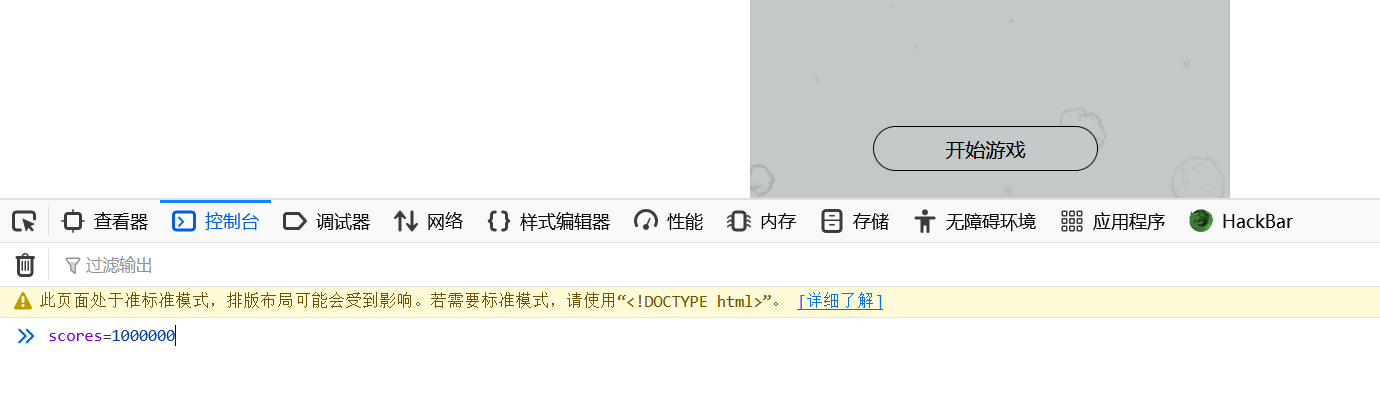 开始游戏
查看器 控制台 调试器 网络 样式编辑器 性能 内存 存储 无障碍环境 应用程序 HackBar
过滤输出
此页面处于准标准模式，排版布局可能会受到影响。若需要标准模式，请使用“<!DOCTYPE html>”。 [详细了解]
scores=1000000